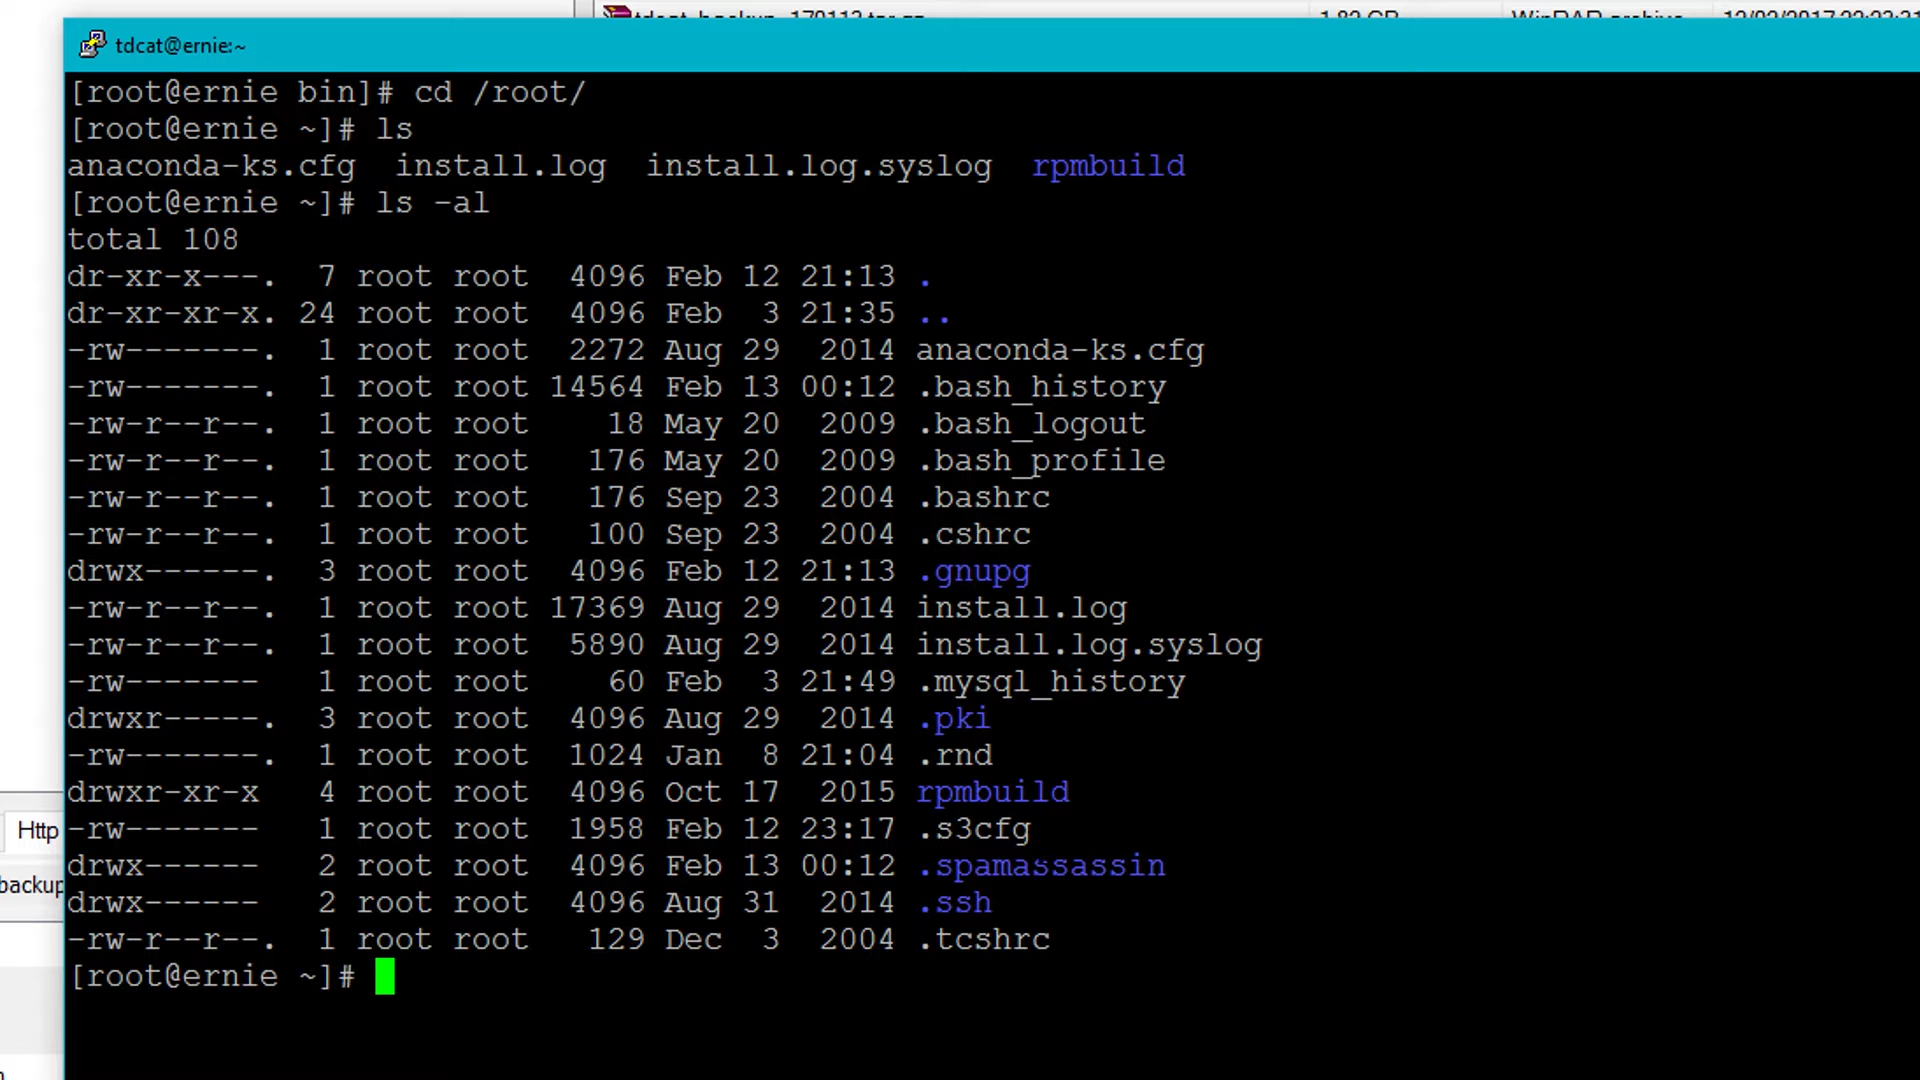 tdcat_backup_170113.tar.gz 1.82 GB WinRAR archive
tdcat@ernie:~
[root@ernie bin]# cd /root/
[root@ernie ~]# ls
anaconda-ks.cfg  install.log  install.log.syslog  rpmbuild
[root@ernie ~]# ls -al
total 108
dr-xr-x---.  7 root root  4096 Feb 12 21:13 .
dr-xr-xr-x. 24 root root  4096 Feb  3 21:35 ..
-rw-------.  1 root root  2272 Aug 29  2014 anaconda-ks.cfg
-rw-------.  1 root root 14564 Feb 13 00:12 .bash_history
-rw-r--r--.  1 root root    18 May 20  2009 .bash_logout
-rw-r--r--.  1 root root   176 May 20  2009 .bash_profile
-rw-r--r--.  1 root root   176 Sep 23  2004 .bashrc
-rw-r--r--.  1 root root   100 Sep 23  2004 .cshrc
drwx------.  3 root root  4096 Feb 12 21:13 .gnupg
-rw-r--r--.  1 root root 17369 Aug 29  2014 install.log
-rw-r--r--.  1 root root  5890 Aug 29  2014 install.log.syslog
-rw-------   1 root root    60 Feb  3 21:49 .mysql_history
drwxr-----.  3 root root  4096 Aug 29  2014 .pki
-rw-------.  1 root root  1024 Jan  8 21:04 .rnd
drwxr-xr-x   4 root root  4096 Oct 17  2015 rpmbuild
-rw-------   1 root root  1958 Feb 12 23:17 .s3cfg
drwx------   2 root root  4096 Feb 13 00:12 .spamassassin
drwx------   2 root root  4096 Aug 31  2014 .ssh
-rw-r--r--.  1 root root   129 Dec  3  2004 .tcshrc
[root@ernie ~]#
Http
backup